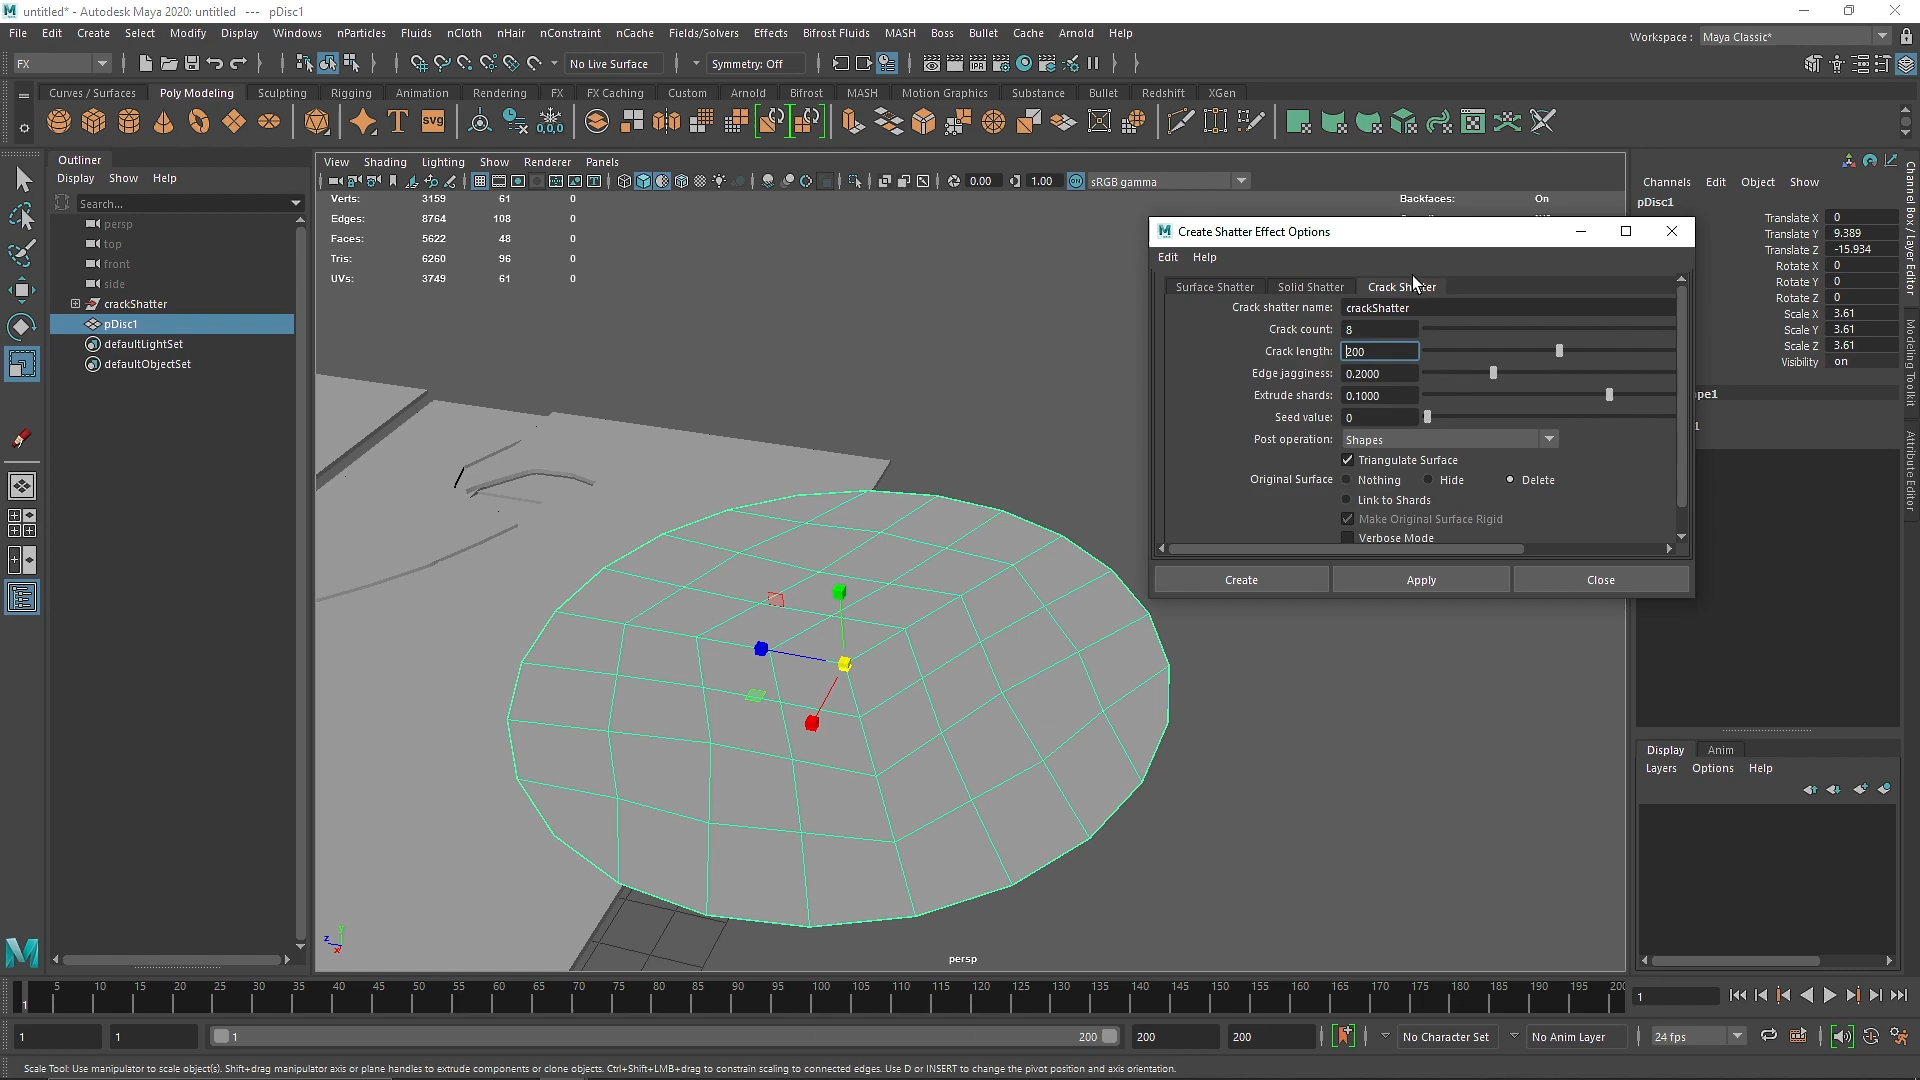 untitled* - Autodesk Maya 2020: untitled --- pDisc1
File Edit Create Select Modify Display Windows nParticles Fluids nCloth nHair nConstraint nCache Fields/Solvers Effects Bifrost Fluids MASH Boss Bullet Cache Arnold Help
Workspace : Maya Classic*
FX No Live Surface Symmetry: Off
Curves / Surfaces Poly Modeling Sculpting Rigging Animation Rendering FX FX Caching Custom Arnold Bifrost MASH Motion Graphics Substance Bullet Redshift XGen
T svg 0,0,0
Outliner
Display Show Help
Search...
persp
top
front
side
crackShatter
pDisc1
defaultLightSet
defaultObjectSet
View Shading Lighting Show Renderer Panels
0.00 1.00 sRGB gamma
Verts: 3159 61 0
Edges: 8764 108 0
Faces: 5622 48 0
Tris: 6260 96 0
UVs: 3749 61 0
Backfaces: On
persp
Create Shatter Effect Options
Edit Help
Surface Shatter Solid Shatter Crack Shatter
Crack shatter name: crackShatter
Crack count: 8
Crack length: 200
Edge jagginess: 0.2000
Extrude shards: 0.1000
Seed value: 0
Post operation: Shapes
Triangulate Surface
Original Surface Nothing Hide Delete
Link to Shards
Make Original Surface Rigid
Verbose Mode
Create Apply Close
Channels Edit Object Show
pDisc1
Translate X 0
Translate Y 9.389
Translate Z -15.934
Rotate X 0
Rotate Y 0
Rotate Z 0
Scale X 3.61
Scale Y 3.61
Scale Z 3.61
Visibility on
pe1
1
Channel Box / Layer Editor
Modeling Toolkit
Attribute Editor
Display Anim
Layers Options Help
5 10 15 20 25 30 35 40 45 50 55 60 65 70 75 80 85 90 95 100 105 110 115 120 125 130 135 140 145 150 155 160 165 170 175 180 185 190 195 200
1 1
1 1 1 200 200 200 No Character Set No Anim Layer 24 fps
Scale Tool: Use manipulator to scale object(s). Shift+drag manipulator axis or plane handles to extrude components or clone objects. Ctrl+Shift+LMB+drag to constrain scaling to connected edges. Use D or INSERT to change the pivot position and axis orientation.